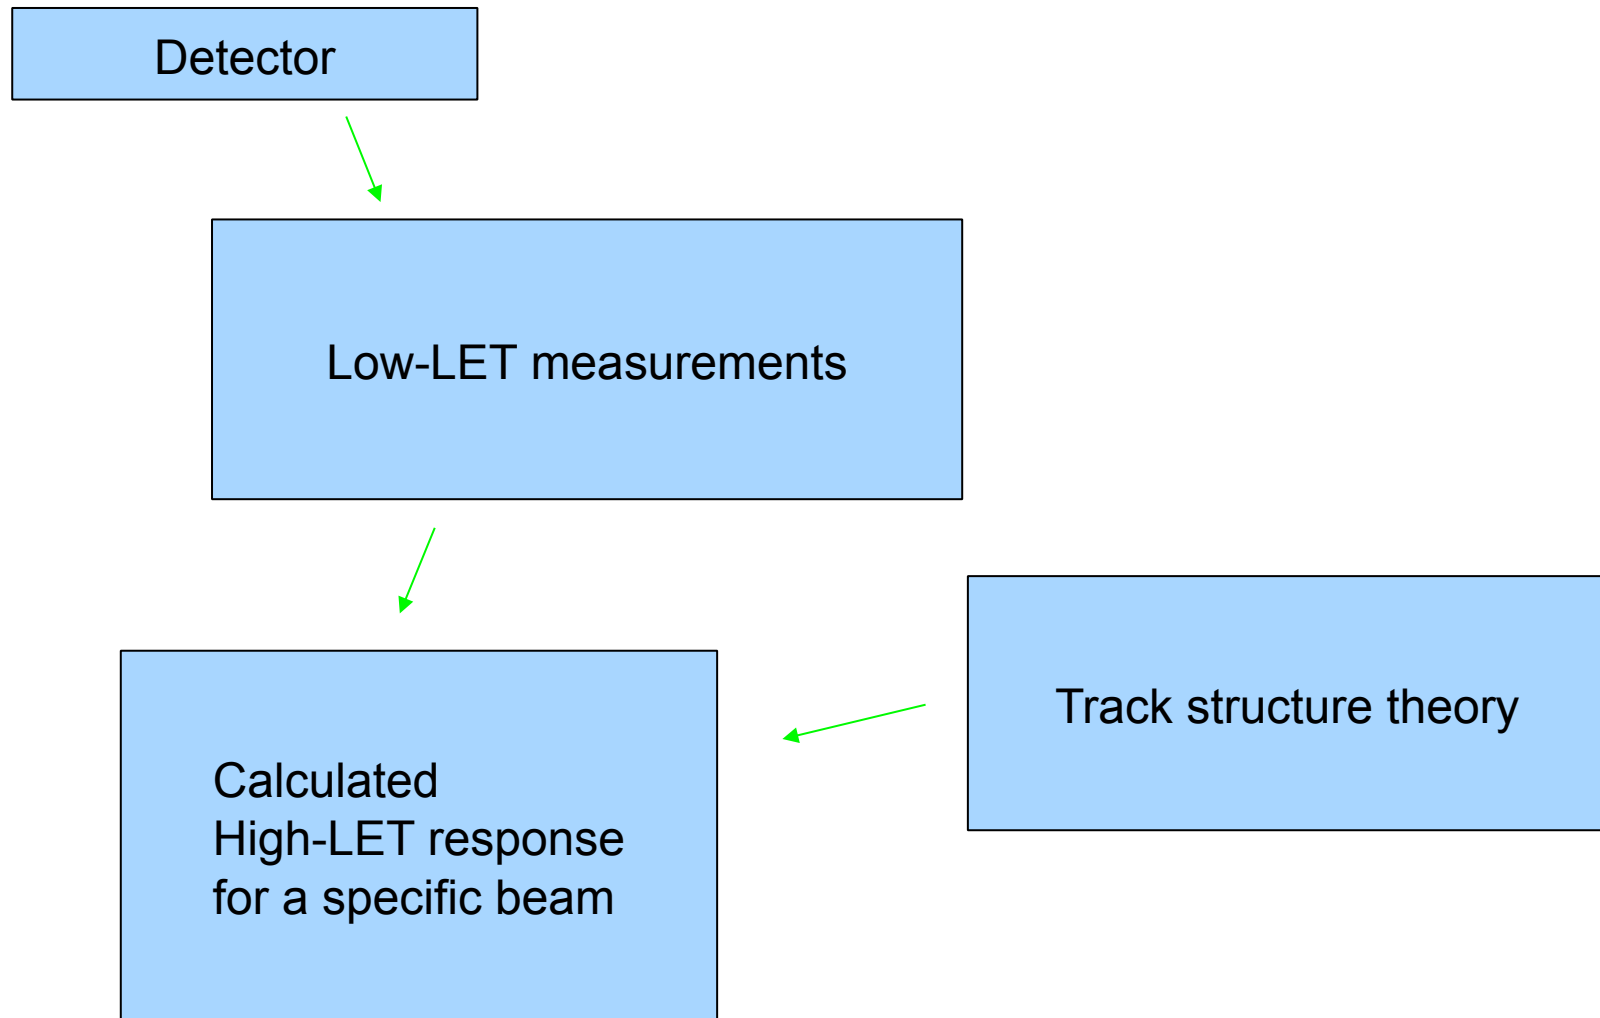 Detector
Low-LET measurements
Track structure theory
Calculated
High-LET response
for a specific beam